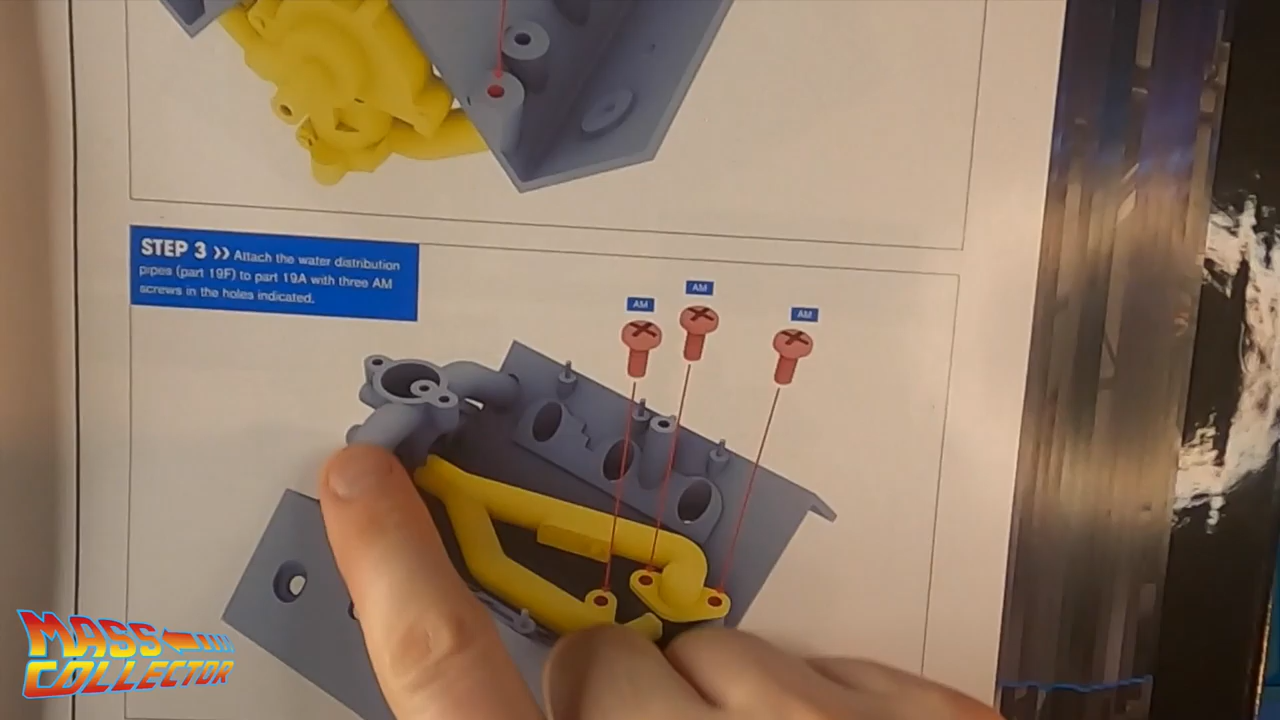 STEP 3 » Attach the water distribution
pipes (part 19F) to part 19A with three AM
screws in the holes indicated.
AM
AM
AM
MASS
COLLECTOR